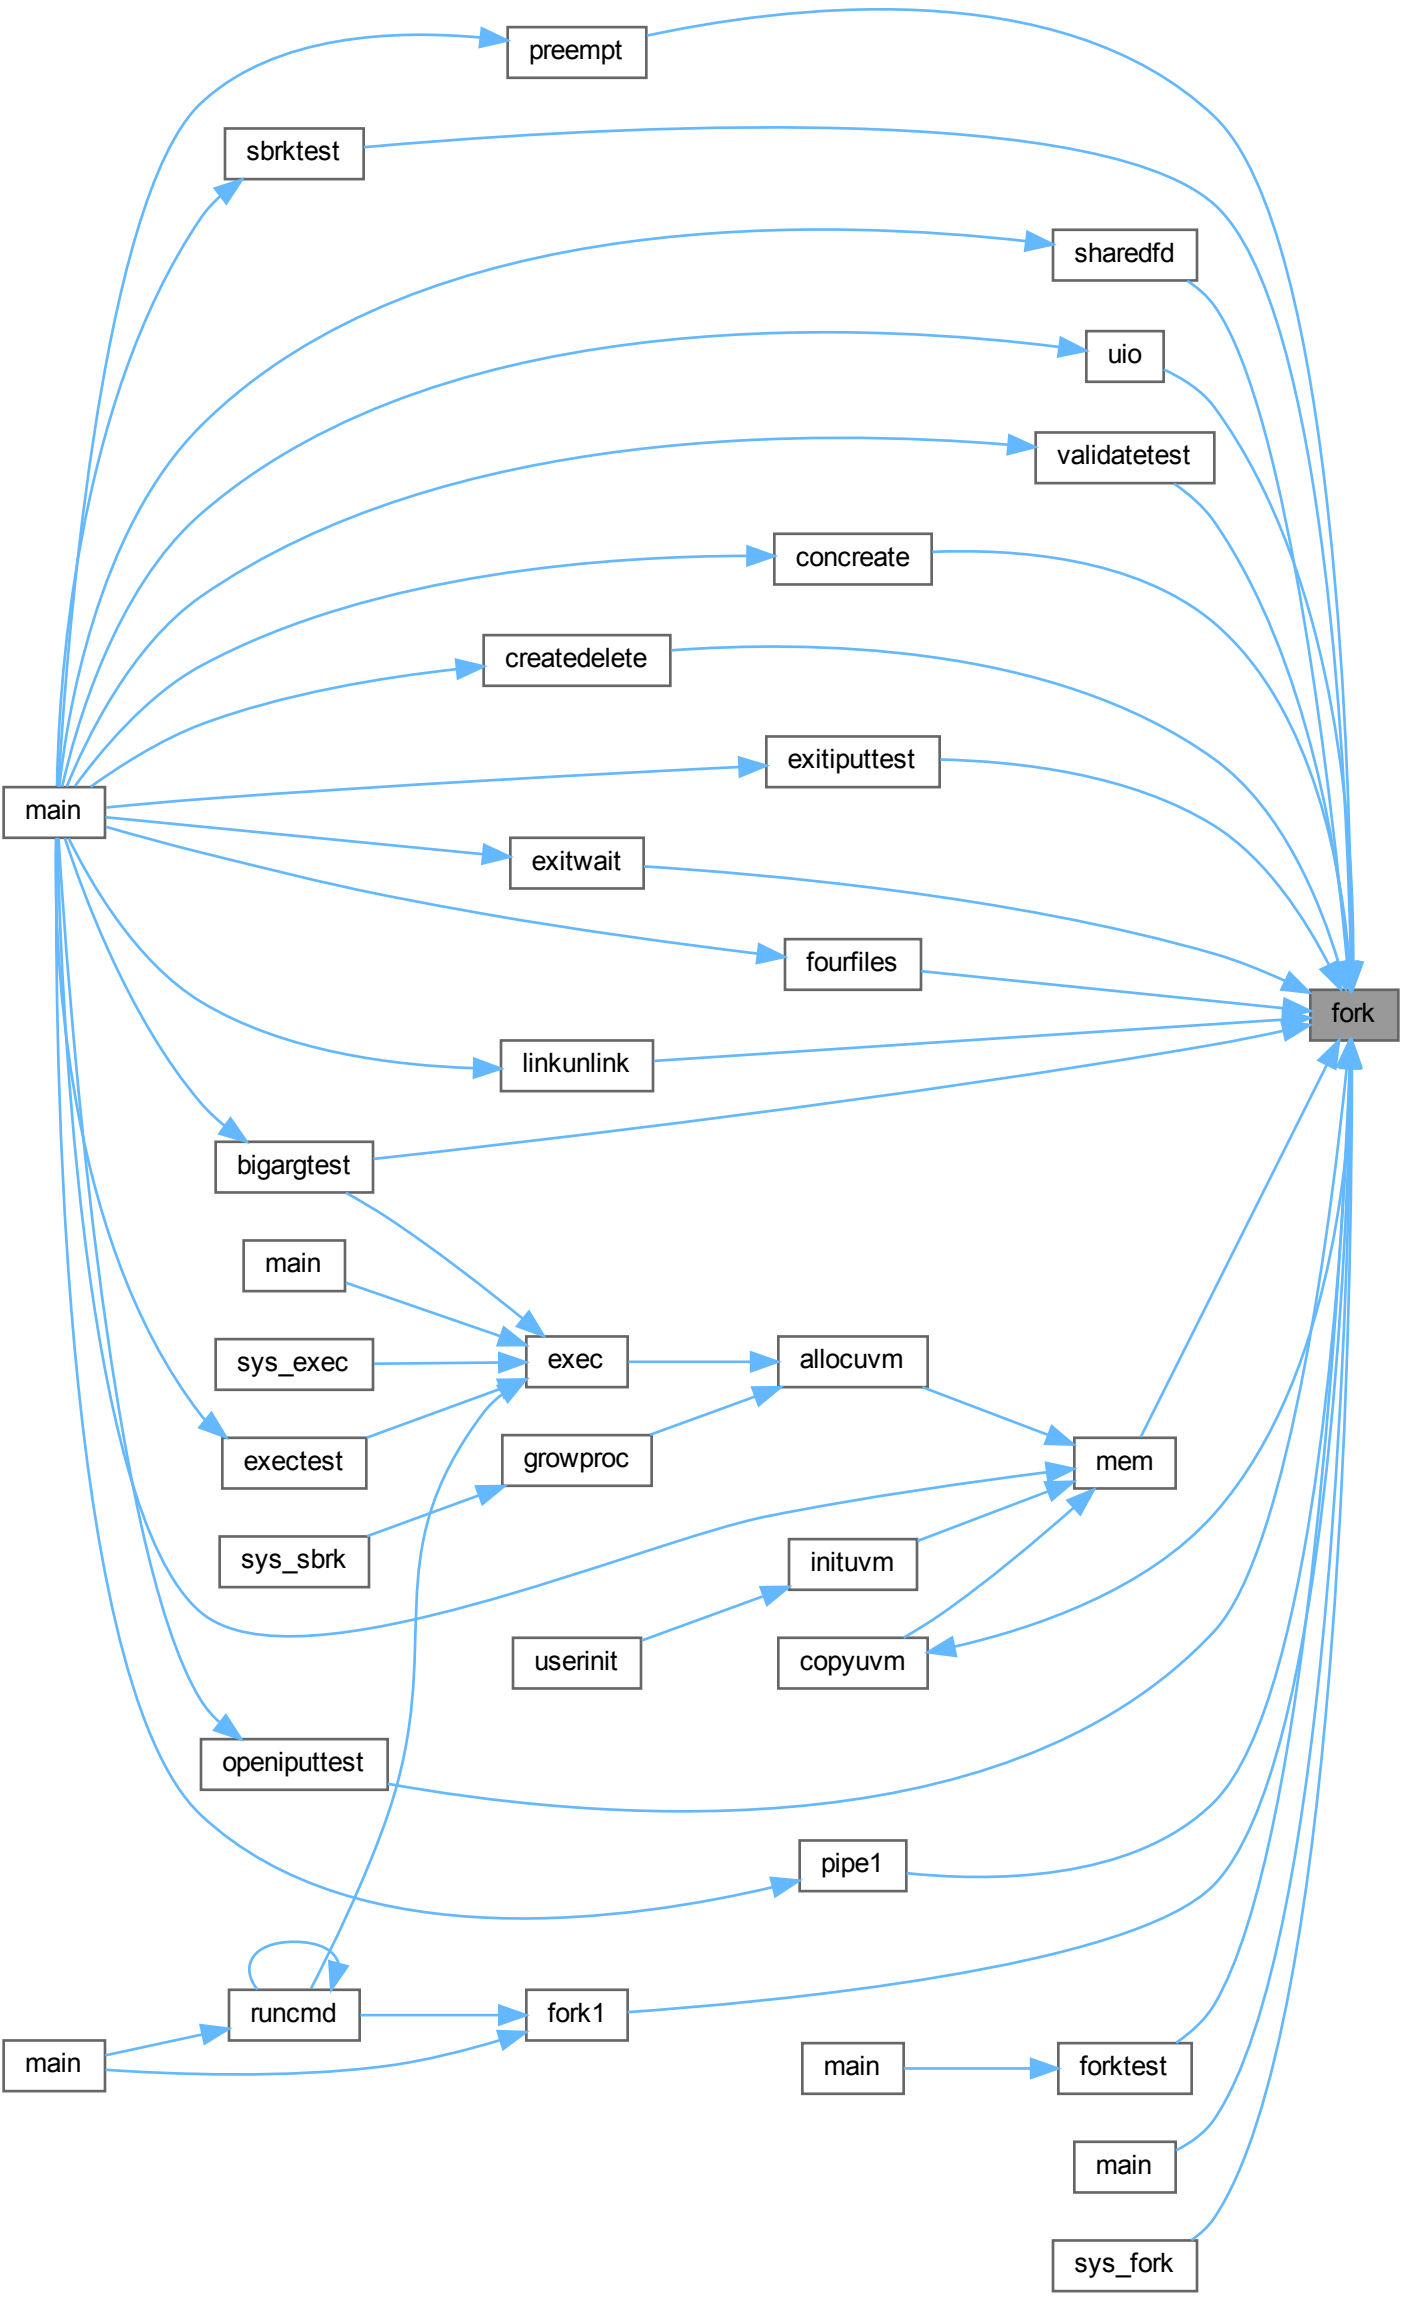 preempt
sbrktest
sharedfd
uio
validatetest
concreate
createdelete
exitiputtest
main
exitwait
fourfiles
fork
linkunlink
bigargtest
main
exec
allocuvm
sys_exec
growproc
mem
exectest
sys_sbrk
inituvm
userinit
copyuvm
openiputtest
pipe1
runcmd
fork1
main
main
forktest
main
sys_fork